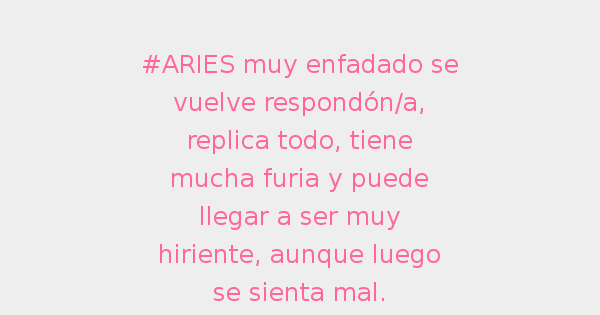 #ARIES muy enfadado se
vuelve respondón/a,
replica todo, tiene
mucha furia y puede
llegar a ser muy
hiriente, aunque luego
se sienta mal.